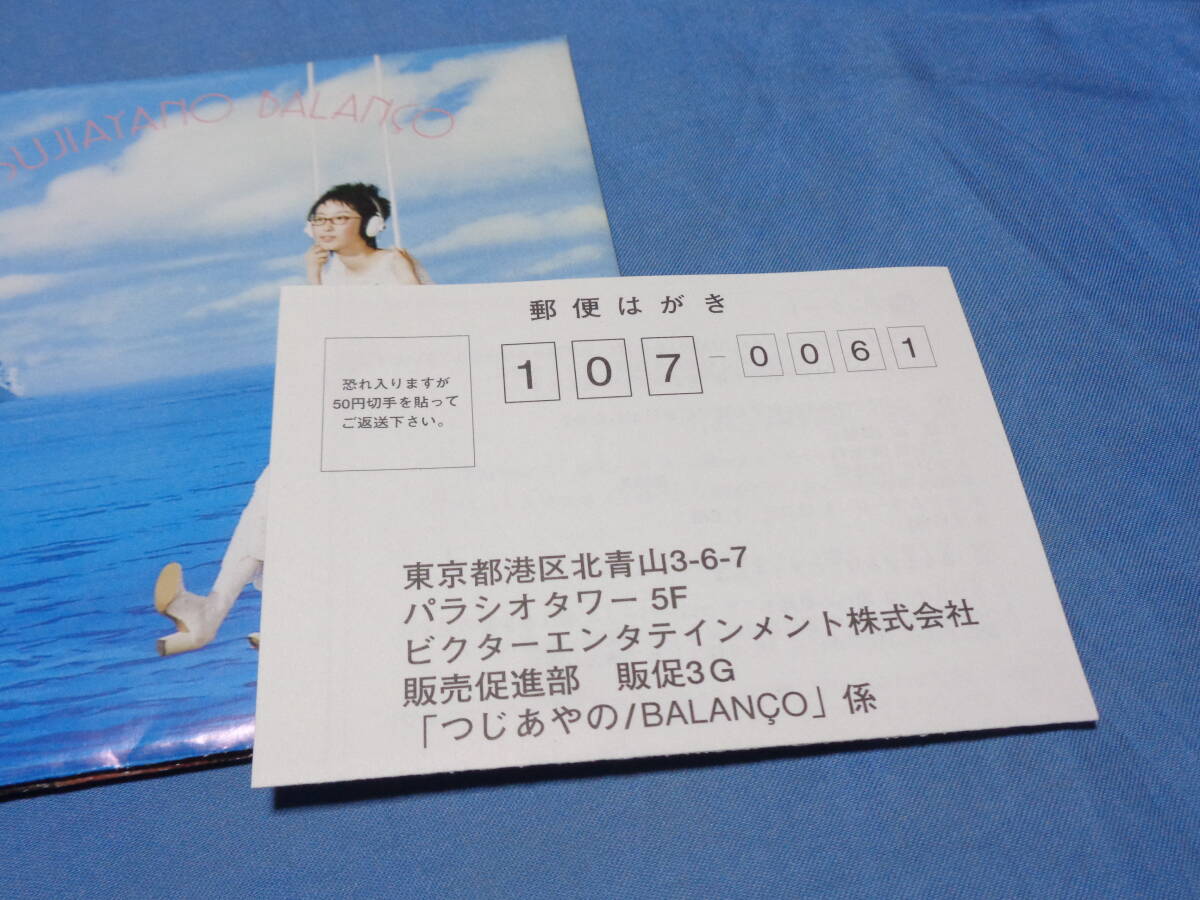 SUJIAYANO BALANÇO
郵便はがき
恐れ入りますが
50円切手を貼って
ご返送下さい。
107-0061
東京都港区北青山3-6-7
パラシオタワー 5F
ビクターエンタテインメント株式会社
販売促進部　販促3G
「つじあやの/BALANÇO」係